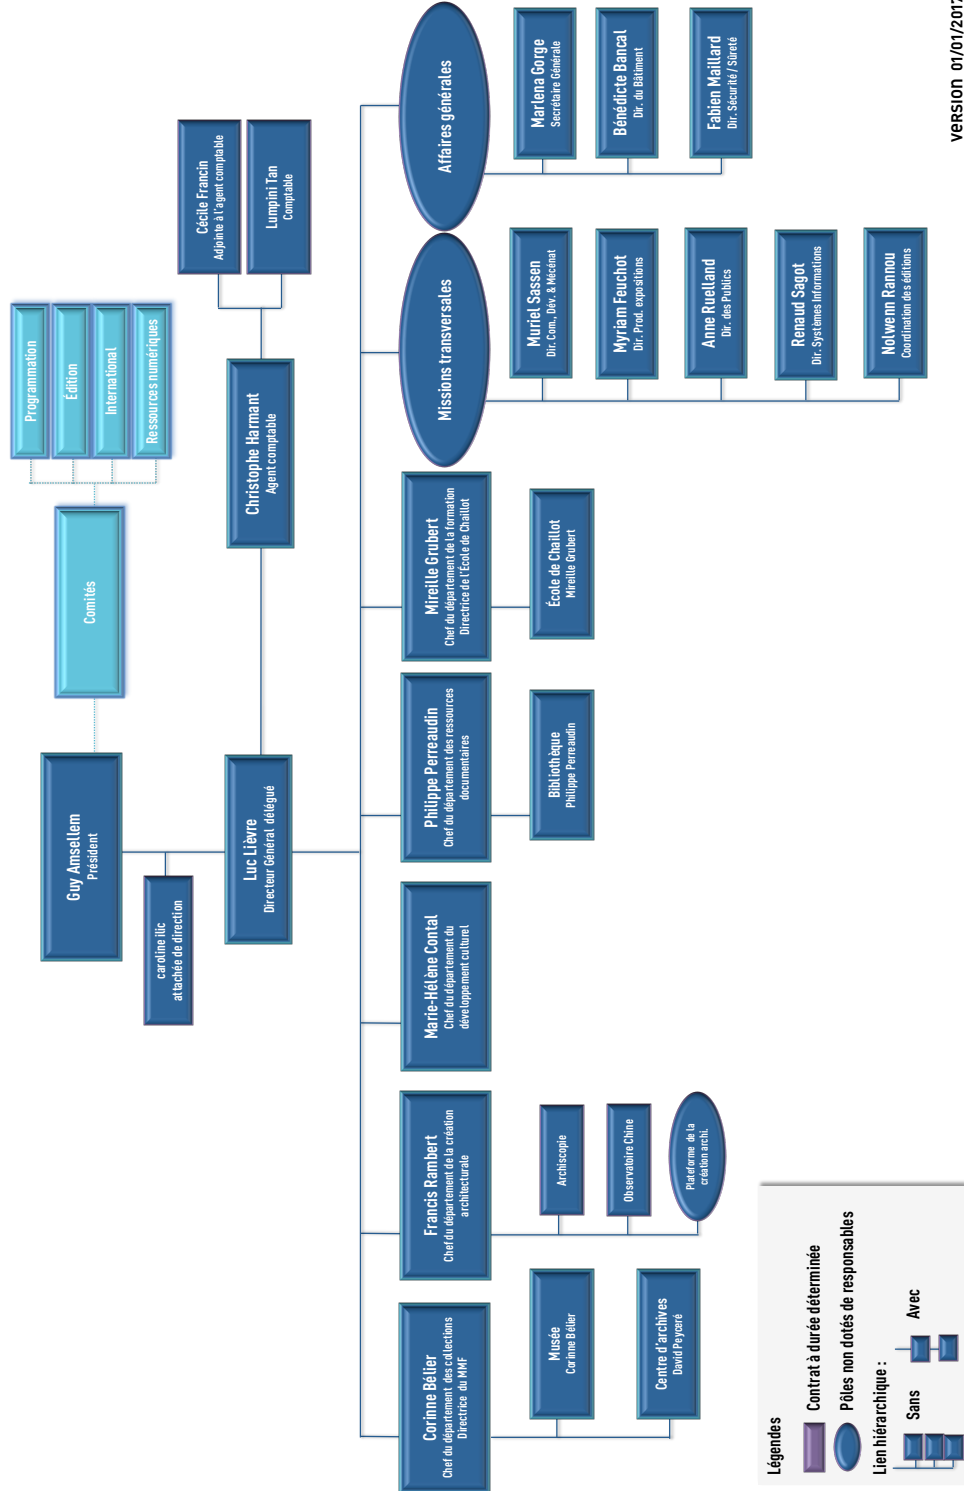 Guy Amsellem
Président
Comités
Programmation
Édition
International
Ressources numériques
caroline ilic
attachée de direction
Luc Lièvre
Directeur Général délégué
Christophe Harmant
Agent comptable
Cécile Francin
Adjointe à l'agent comptable
Lumpini Tan
Comptable
Corinne Bélier
Chef du département des collections
Directrice du MMF
Musée
Corinne Bélier
Centre d'archives
David Peyceré
Francis Rambert
Chef du département de la création
architecturale
Archiscopie
Observatoire Chine
Plateforme de la
création archi.
Marie-Hélène Contal
Chef du département du
développement culturel
Philippe Perreaudin
Chef du département des ressources
documentaires
Bibliothèque
Philippe Perreaudin
Mireille Grubert
Chef du département de la formation
Directrice de l'École de Chaillot
École de Chaillot
Mireille Grubert
Missions transversales
Muriel Sassen
Dir. Com., Dév. & Mécénat
Myriam Feuchot
Dir. Prod. expositions
Anne Ruelland
Dir. des Publics
Renaud Sagot
Dir. Systèmes Informations
Nolwenn Rannou
Coordination des éditions
Affaires générales
Marlena Gorge
Secrétaire Générale
Bénédicte Bancal
Dir. du Bâtiment
Fabien Maillard
Dir. Sécurité / Sûreté
Légendes
Contrat à durée déterminée
Pôles non dotés de responsables
Lien hiérarchique :
Sans
Avec
VERSION 01/01/2017